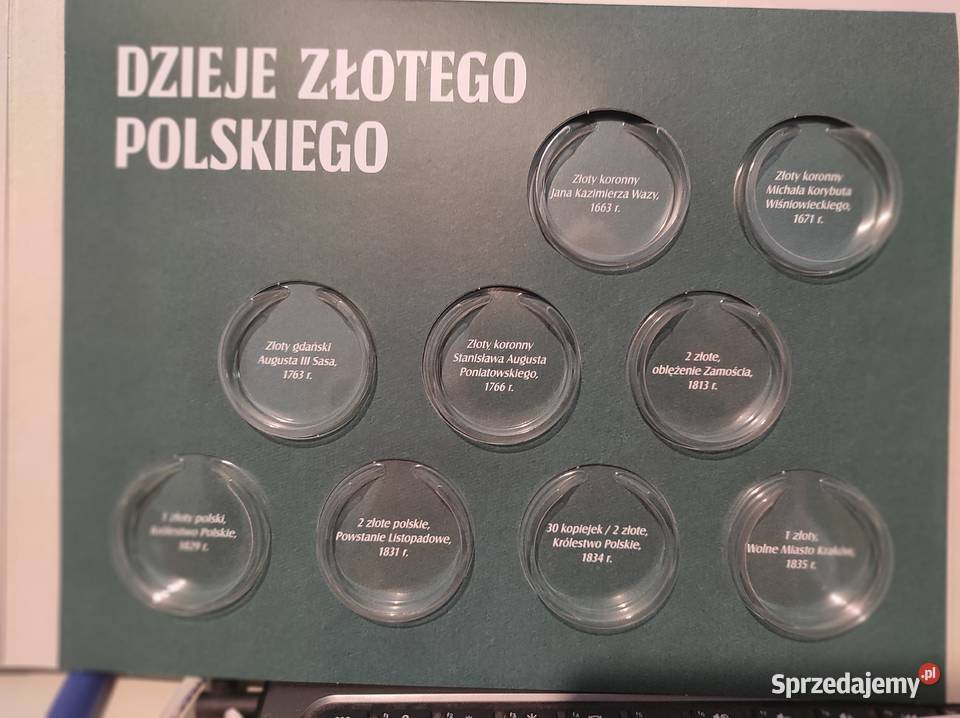 DZIEJE ZŁOTEGO
POLSKIEGO
Złoty koronny
Jana Kazimierza Wazy,
1663 r.
Złoty koronny
Michała Korybuta
Wiśniowieckiego,
1671 r.
Złoty gdański
Augusta III Sasa,
1763 r.
Złoty koronny
Stanisława Augusta
Poniatowskiego,
1766 r.
2 złote,
oblężenie Zamościa,
1813 r.
1 złoty polski,
Królestwo Polskie,
1829 r.
2 złote polskie,
Powstanie Listopadowe,
1831 r.
30 kopiejek / 2 złote,
Królestwo Polskie,
1834 r.
1 złoty,
Wolne Miasto Kraków,
1835 r.
Sprzedajemy.pl